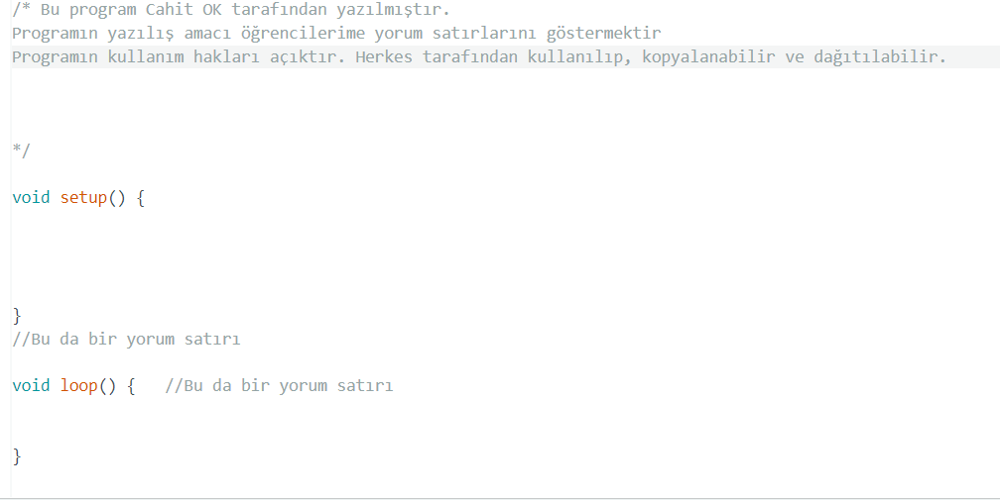 /* Bu program Cahit OK tarafından yazılmıştır.
Programın yazılış amacı öğrencilerime yorum satırlarını göstermektir
Programın kullanım hakları açıktır. Herkes tarafından kullanılıp, kopyalanabilir ve dağıtılabilir.
*/
void setup() {
}
//Bu da bir yorum satırı
void loop() {   //Bu da bir yorum satırı
}